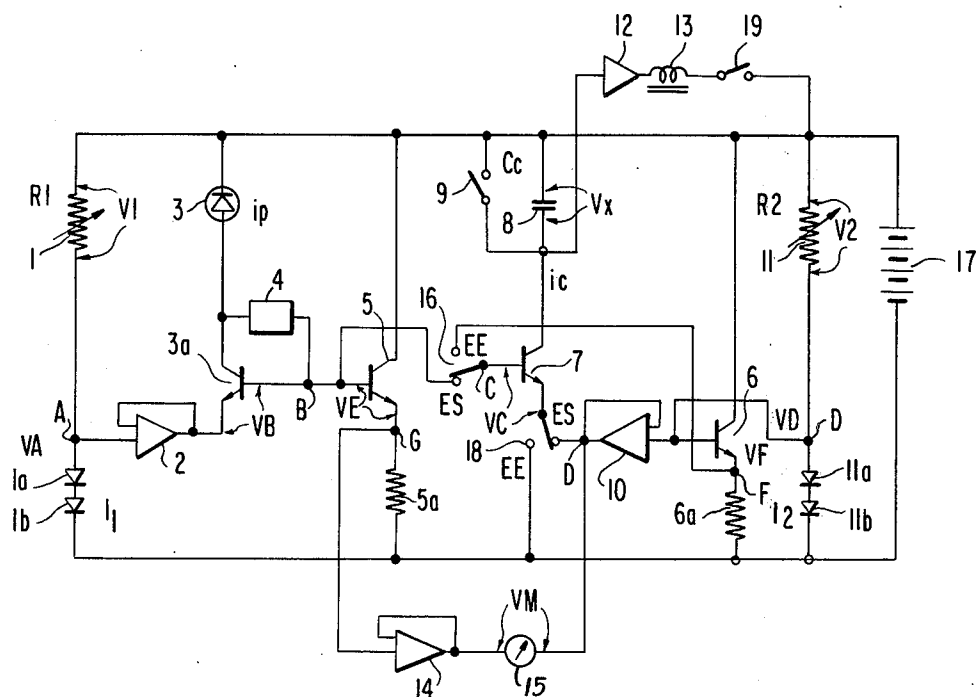 12 13 19
R1 V1 1
3 ip
4
3a
A
VA
1a
1b I₁
2
VB
B
5
VE
G
5a
9 Cc 8 Vx
ic
16 EE
ES C
7
VC
ES
18 EE
D
10
6
VF
F
6a I₂
VD
D
R2 V2 11
11a
11b
17
14
VM
15